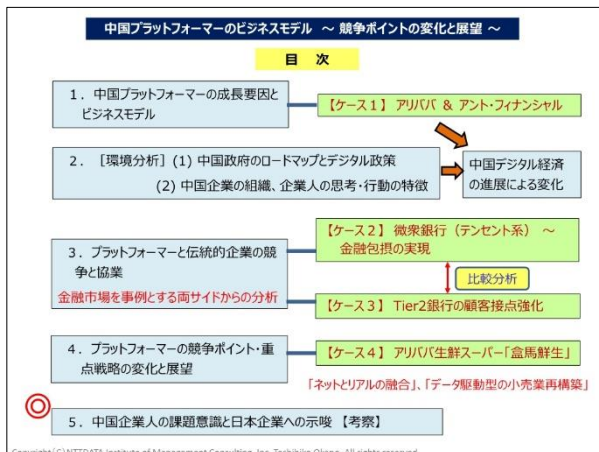 中国プラットフォーマーのビジネスモデル ～ 競争ポイントの変化と展望 ～
目 次
1．中国プラットフォーマーの成長要因と
ビジネスモデル
【ケース1】 アリババ ＆ アント・フィナンシャル
2．［環境分析］(1) 中国政府のロードマップとデジタル政策
(2) 中国企業の組織、企業人の思考・行動の特徴
中国デジタル経済
の進展による変化
3．プラットフォーマーと伝統的企業の競
争と協業
金融市場を事例とする両サイドからの分析
【ケース2】 微衆銀行（テンセント系） ～
金融包摂の実現
比較分析
【ケース3】 Tier2銀行の顧客接点強化
4．プラットフォーマーの競争ポイント・重
点戦略の変化と展望
【ケース4】 アリババ生鮮スーパー「盒馬鮮生」
「ネットとリアルの融合」、「データ駆動型の小売業再構築」
◎
5．中国企業人の課題意識と日本企業への示唆 【考察】
Copyright(C)NTTDATA Institute of Management Consulting, Inc. Toshihiko Okano, All rights reserved